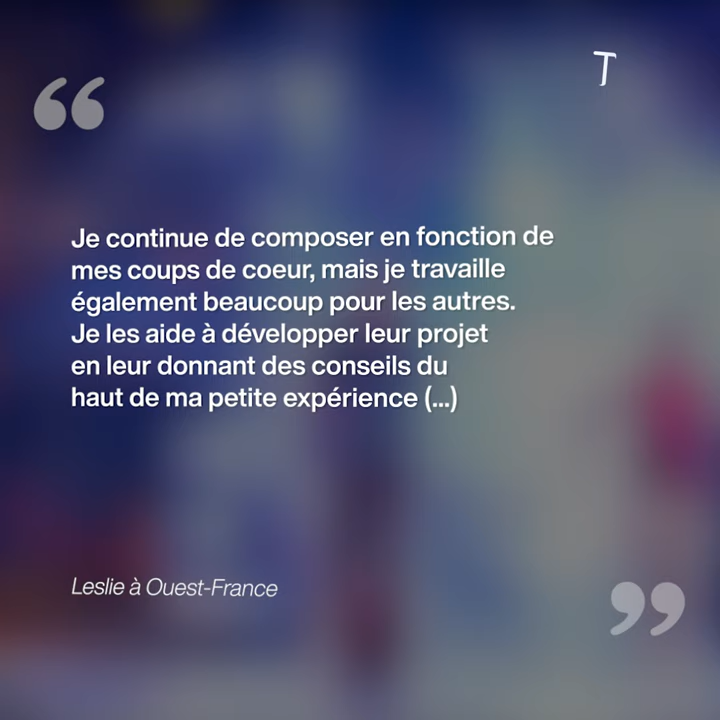 T
“
Je continue de composer en fonction de
mes coups de coeur, mais je travaille
également beaucoup pour les autres.
Je les aide à développer leur projet
en leur donnant des conseils du
haut de ma petite expérience (...)
Leslie à Ouest-France
”